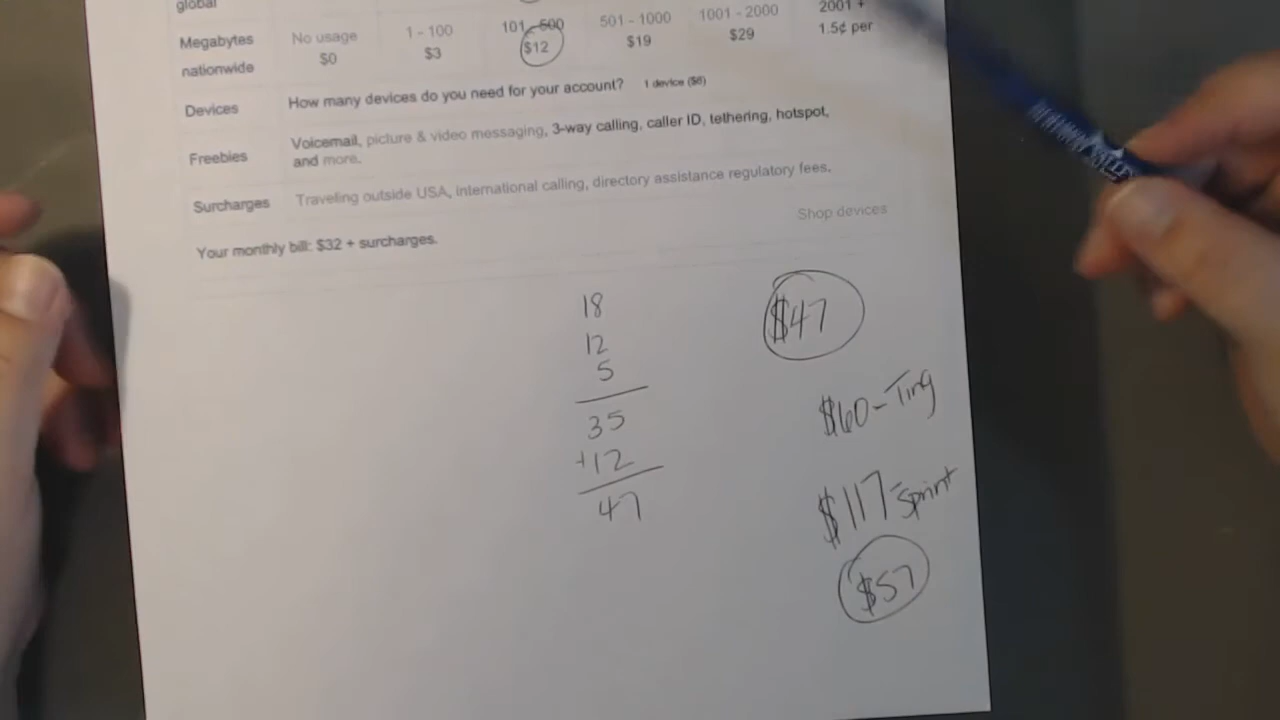 global
Megabytes nationwide
No usage $0
1 - 100 $3
101 - 500 $12
501 - 1000 $19
1001 - 2000 $29
2001 + 1.5¢ per
Devices How many devices do you need for your account? 1 device ($6)
Freebies Voicemail, picture & video messaging, 3-way calling, caller ID, tethering, hotspot,
and more.
Surcharges Traveling outside USA, international calling, directory assistance regulatory fees.
Shop devices
Your monthly bill: $32 + surcharges.
18
12
5
35
+12
47
$47
$60 - Ting
$117 - Sprint
$57